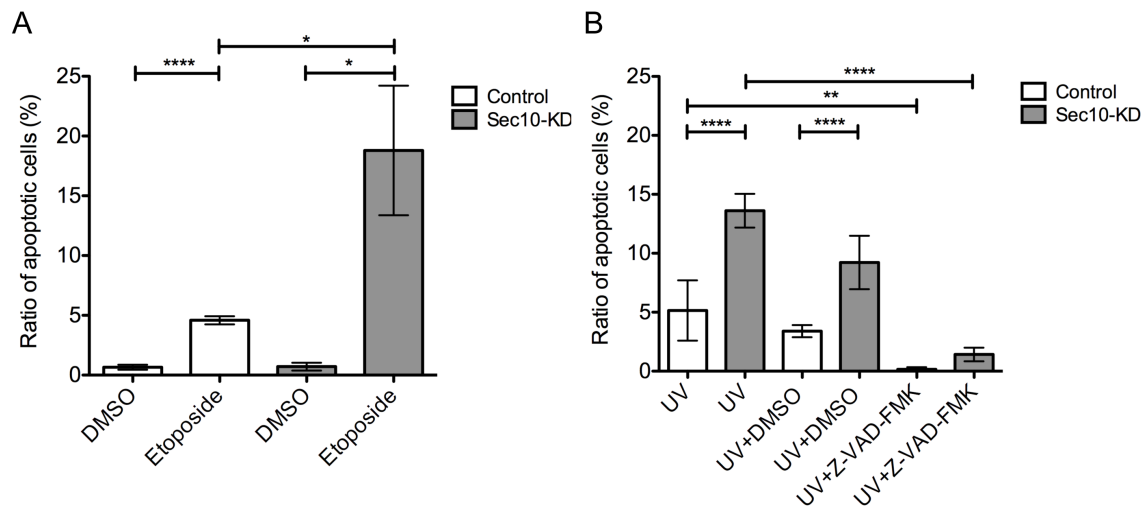 A
*
****
*
25
20
15
10
5
0
Ratio of apoptotic cells (%)
Control
Sec10-KD
DMSO
Etoposide
DMSO
Etoposide
B
****
**
****
****
25
20
15
10
5
0
Ratio of apoptotic cells (%)
Control
Sec10-KD
UV
UV
UV+DMSO
UV+DMSO
UV+Z-VAD-FMK
UV+Z-VAD-FMK